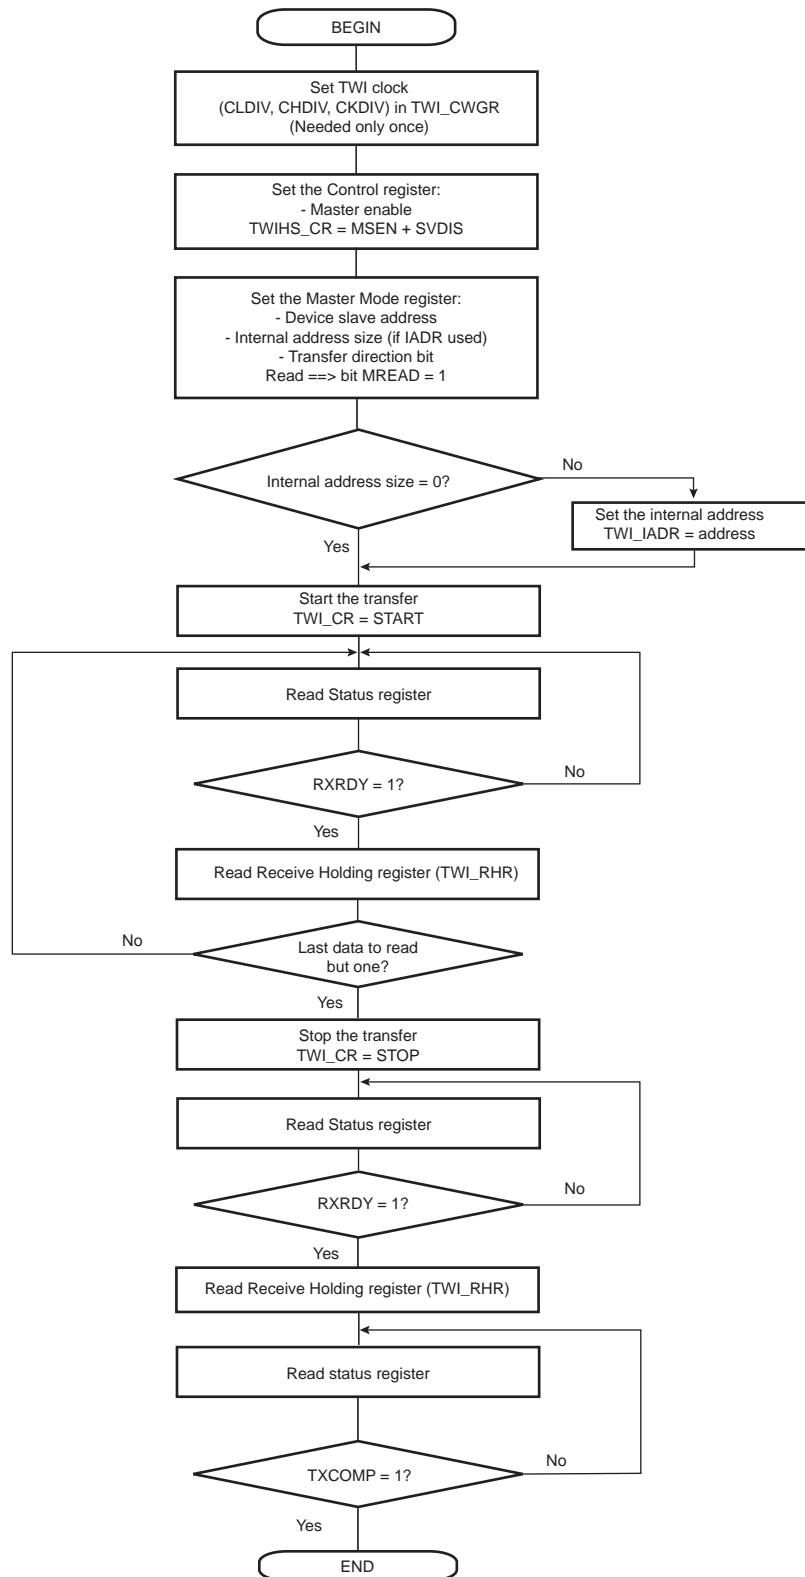 BEGIN
Set TWI clock
(CLDIV, CHDIV, CKDIV) in TWI_CWGR
(Needed only once)
Set the Control register:
- Master enable
TWIHS_CR = MSEN + SVDIS
Set the Master Mode register:
- Device slave address
- Internal address size (if IADR used)
- Transfer direction bit
Read ==> bit MREAD = 1
Internal address size = 0?
No
Set the internal address
TWI_IADR = address
Yes
Start the transfer
TWI_CR = START
Read Status register
RXRDY = 1?
No
Yes
Read Receive Holding register (TWI_RHR)
No
Last data to read
but one?
Yes
Stop the transfer
TWI_CR = STOP
Read Status register
RXRDY = 1?
No
Yes
Read Receive Holding register (TWI_RHR)
Read status register
TXCOMP = 1?
No
Yes
END